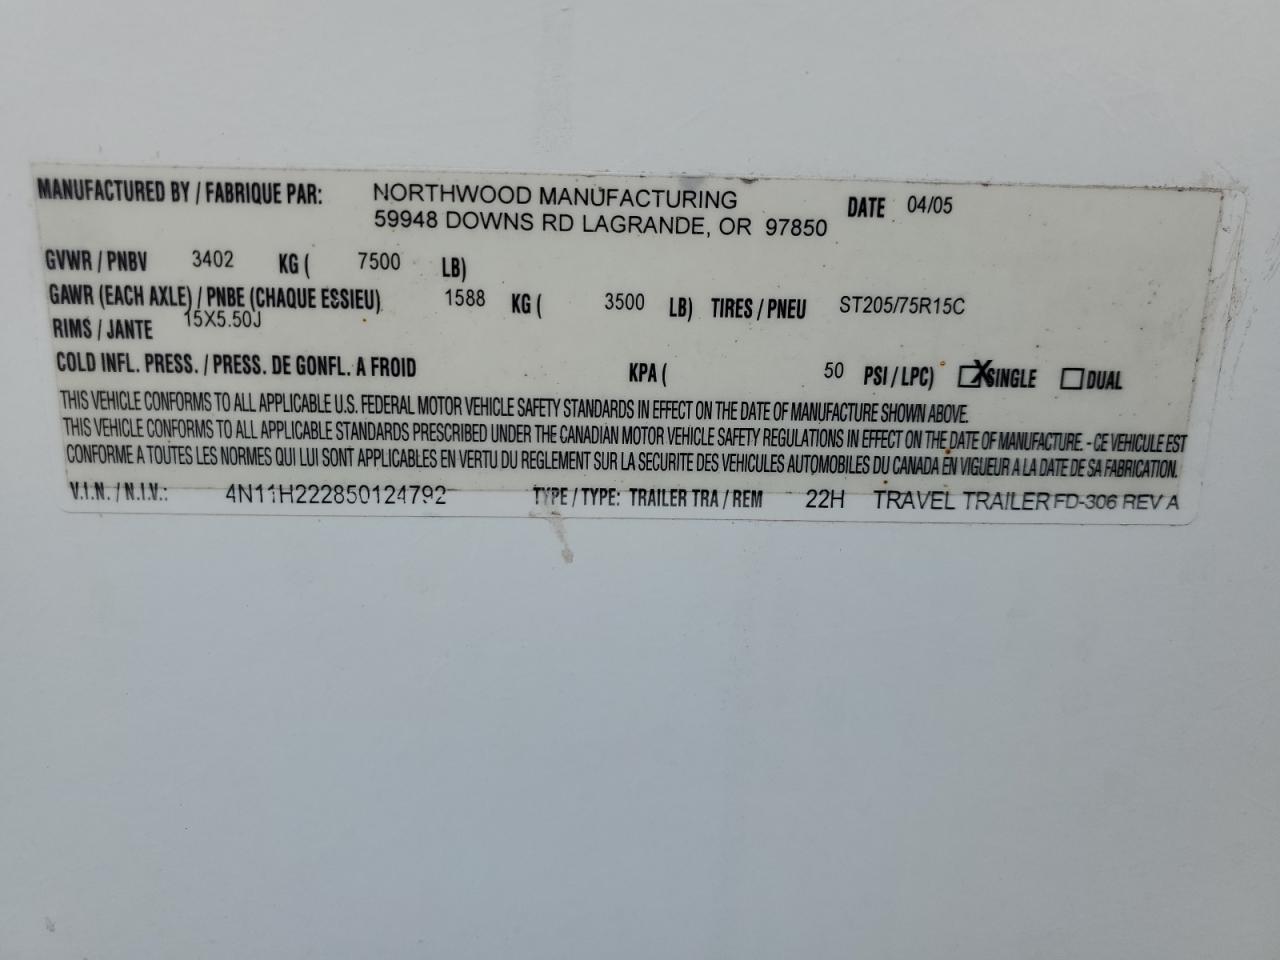 MANUFACTURED BY / FABRIQUE PAR: NORTHWOOD MANUFACTURING DATE 04/05
59948 DOWNS RD LAGRANDE, OR 97850
GVWR / PNBV 3402 KG ( 7500 LB)
GAWR (EACH AXLE) / PNBE (CHAQUE ESSIEU) 1588 KG ( 3500 LB) TIRES / PNEU ST205/75R15C
RIMS / JANTE 15X5.50J
COLD INFL. PRESS. / PRESS. DE GONFL. A FROID KPA ( 50 PSI / LPC) X SINGLE DUAL
THIS VEHICLE CONFORMS TO ALL APPLICABLE U.S. FEDERAL MOTOR VEHICLE SAFETY STANDARDS IN EFFECT ON THE DATE OF MANUFACTURE SHOWN ABOVE.
THIS VEHICLE CONFORMS TO ALL APPLICABLE STANDARDS PRESCRIBED UNDER THE CANADIAN MOTOR VEHICLE SAFETY REGULATIONS IN EFFECT ON THE DATE OF MANUFACTURE. - CE VEHICULE EST
CONFORME A TOUTES LES NORMES QUI LUI SONT APPLICABLES EN VERTU DU REGLEMENT SUR LA SECURITE DES VEHICULES AUTOMOBILES DU CANADA EN VIGUEUR A LA DATE DE SA FABRICATION.
V.I.N. / N.I.V.: 4N11H222850124792 TYPE / TYPE: TRAILER TRA / REM 22H TRAVEL TRAILER FD-306 REV A